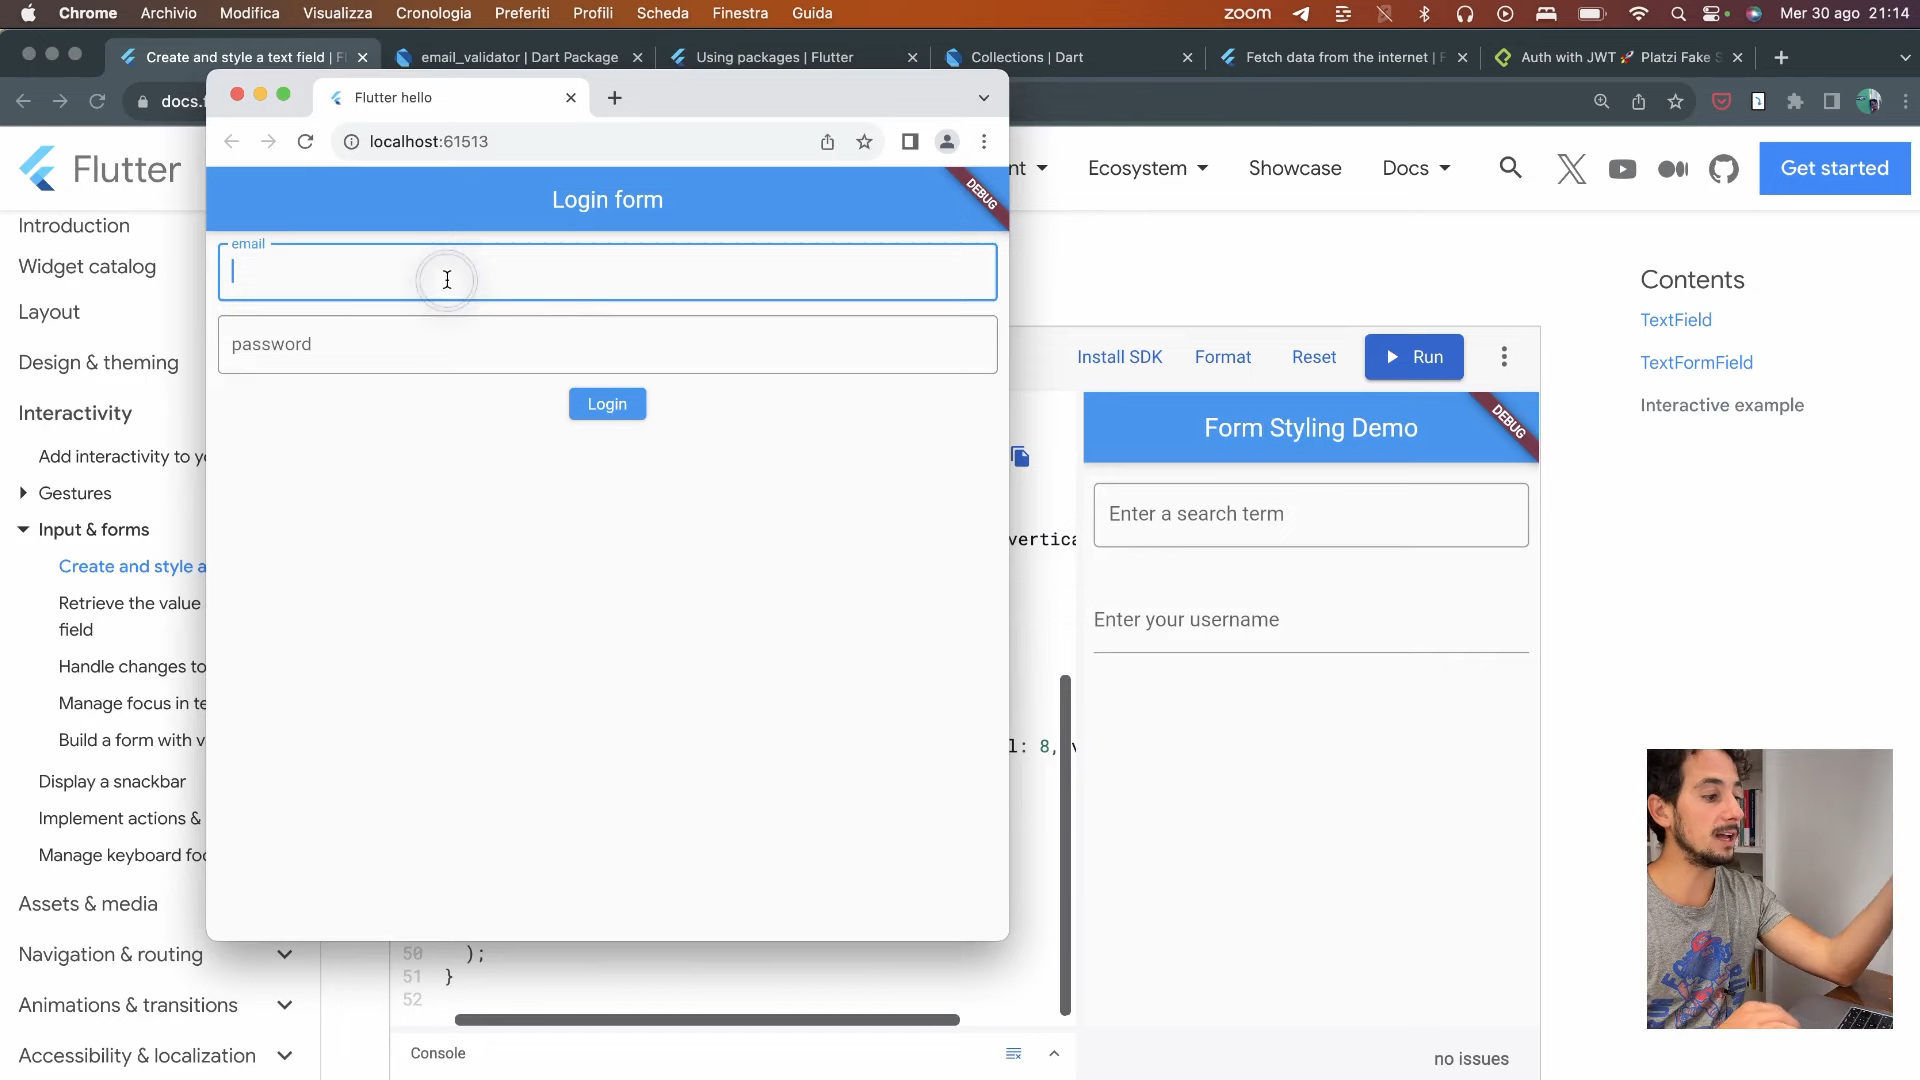 Chrome Archivio Modifica Visualizza Cronologia Preferiti Profili Scheda Finestra Guida zoom Mer 30 ago 21:14
Create and style a text field | Fl email_validator | Dart Package Using packages | Flutter Collections | Dart Fetch data from the internet | F Auth with JWT 🚀 Platzi Fake S
docs.f
Flutter hello
localhost:61513
Flutter
nt Ecosystem Showcase Docs Get started
Login form
DEBUG
email
password
Login
Introduction
Widget catalog
Layout
Design & theming
Interactivity
Add interactivity to yo
Gestures
Input & forms
Create and style a
Retrieve the value
field
Handle changes to
Manage focus in te
Build a form with v
Display a snackbar
Implement actions &
Manage keyboard foc
Assets & media
Navigation & routing
Animations & transitions
Accessibility & localization
Install SDK Format Reset Run
vertica
l: 8, v
50 );
51 }
52
Console
Form Styling Demo
DEBUG
Enter a search term
Enter your username
no issues
Contents
TextField
TextFormField
Interactive example